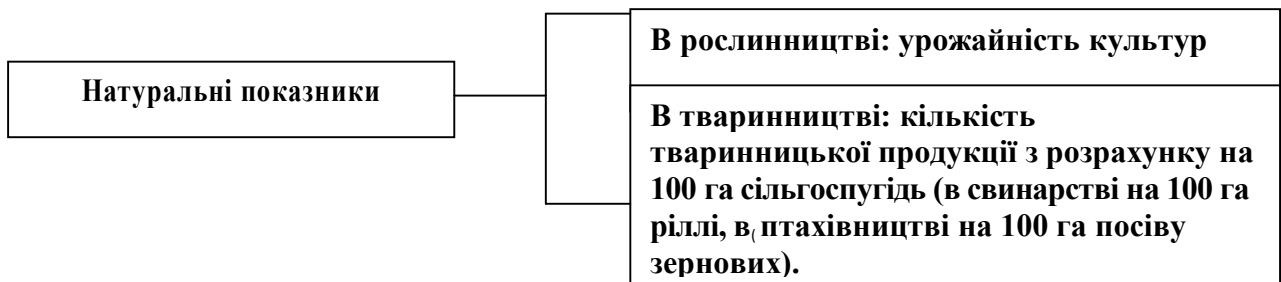 Натуральні показники
В рослинництві: урожайність культур
В тваринництві: кількість
тваринницької продукції з розрахунку на
100 га сільгоспугідь (в свинарстві на 100 га
ріллі, в( птахівництві на 100 га посіву
зернових).